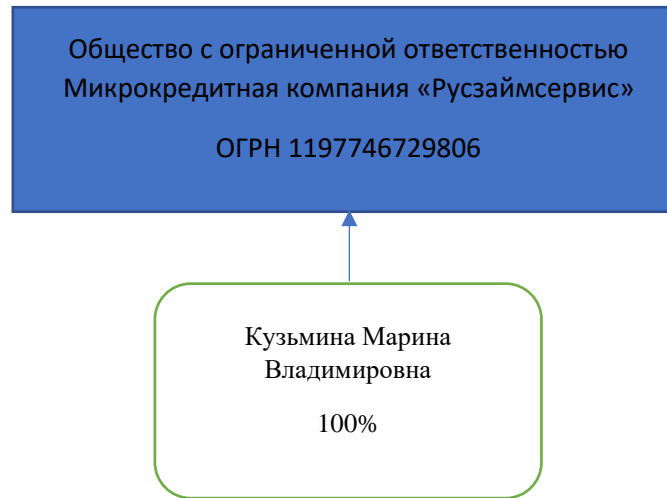 Общество с ограниченной ответственностью
Микрокредитная компания «Русзаймсервис»
ОГРН 1197746729806
Кузьмина Марина
Владимировна
100%